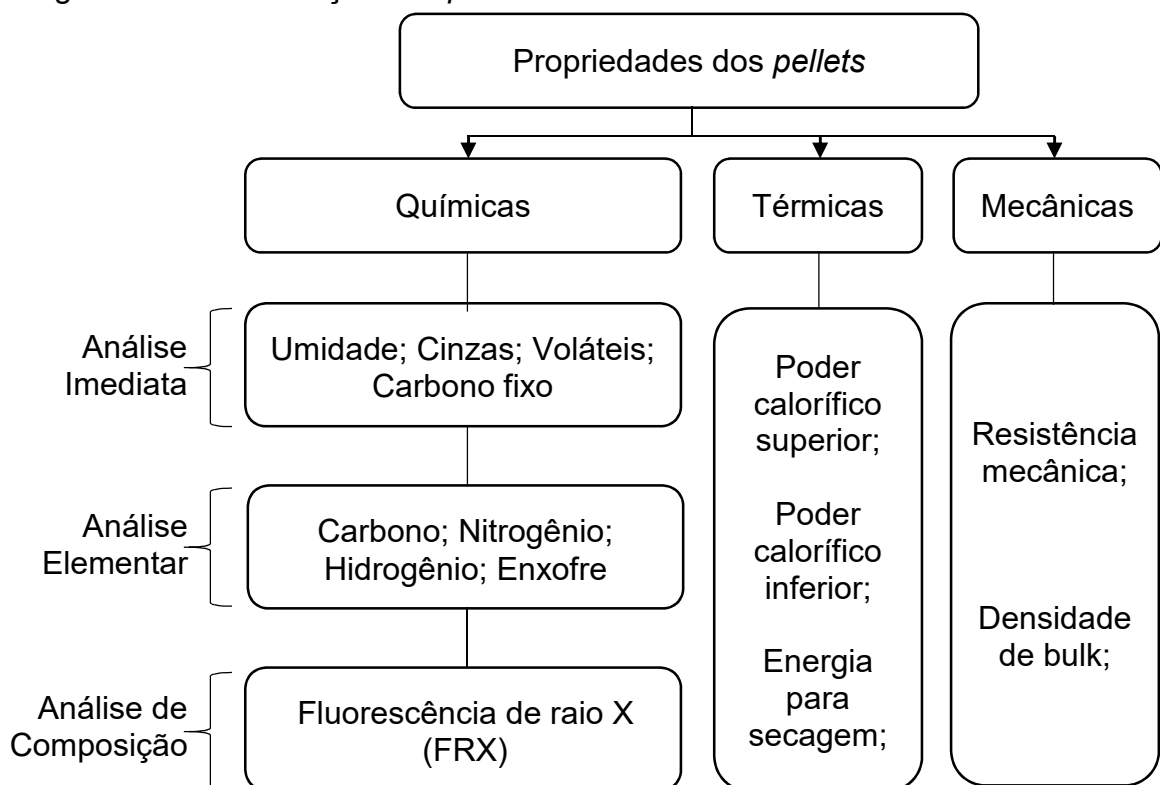 Propriedades dos pellets
Químicas
Térmicas
Mecânicas
Análise
Imediata
Umidade; Cinzas; Voláteis;
Carbono fixo
Análise
Elementar
Carbono; Nitrogênio;
Hidrogênio; Enxofre
Análise de
Composição
Fluorescência de raio X
(FRX)
Poder
calorífico
superior;
Poder
calorífico
inferior;
Energia
para
secagem;
Resistência
mecânica;
Densidade
de bulk;